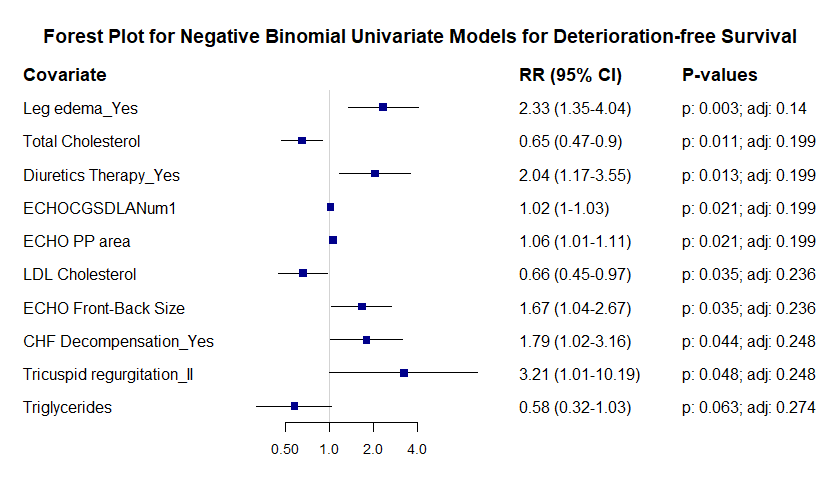 Forest Plot for Negative Binomial Univariate Models for Deterioration-free Survival
Covariate RR (95% CI) P-values
Leg edema_Yes 2.33 (1.35-4.04) p: 0.003; adj: 0.14
Total Cholesterol 0.65 (0.47-0.9) p: 0.011; adj: 0.199
Diuretics Therapy_Yes 2.04 (1.17-3.55) p: 0.013; adj: 0.199
ECHOCGSDLANum1 1.02 (1-1.03) p: 0.021; adj: 0.199
ECHO PP area 1.06 (1.01-1.11) p: 0.021; adj: 0.199
LDL Cholesterol 0.66 (0.45-0.97) p: 0.035; adj: 0.236
ECHO Front-Back Size 1.67 (1.04-2.67) p: 0.035; adj: 0.236
CHF Decompensation_Yes 1.79 (1.02-3.16) p: 0.044; adj: 0.248
Tricuspid regurgitation_II 3.21 (1.01-10.19) p: 0.048; adj: 0.248
Triglycerides 0.58 (0.32-1.03) p: 0.063; adj: 0.274
0.50 1.0 2.0 4.0